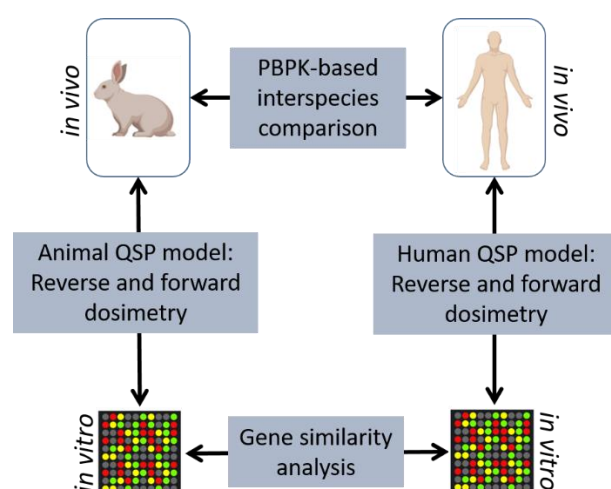 in vivo
PBPK-based
interspecies
comparison
in vivo
Animal QSP model:
Reverse and forward
dosimetry
Human QSP model:
Reverse and forward
dosimetry
in vitro
Gene similarity
analysis
in vitro